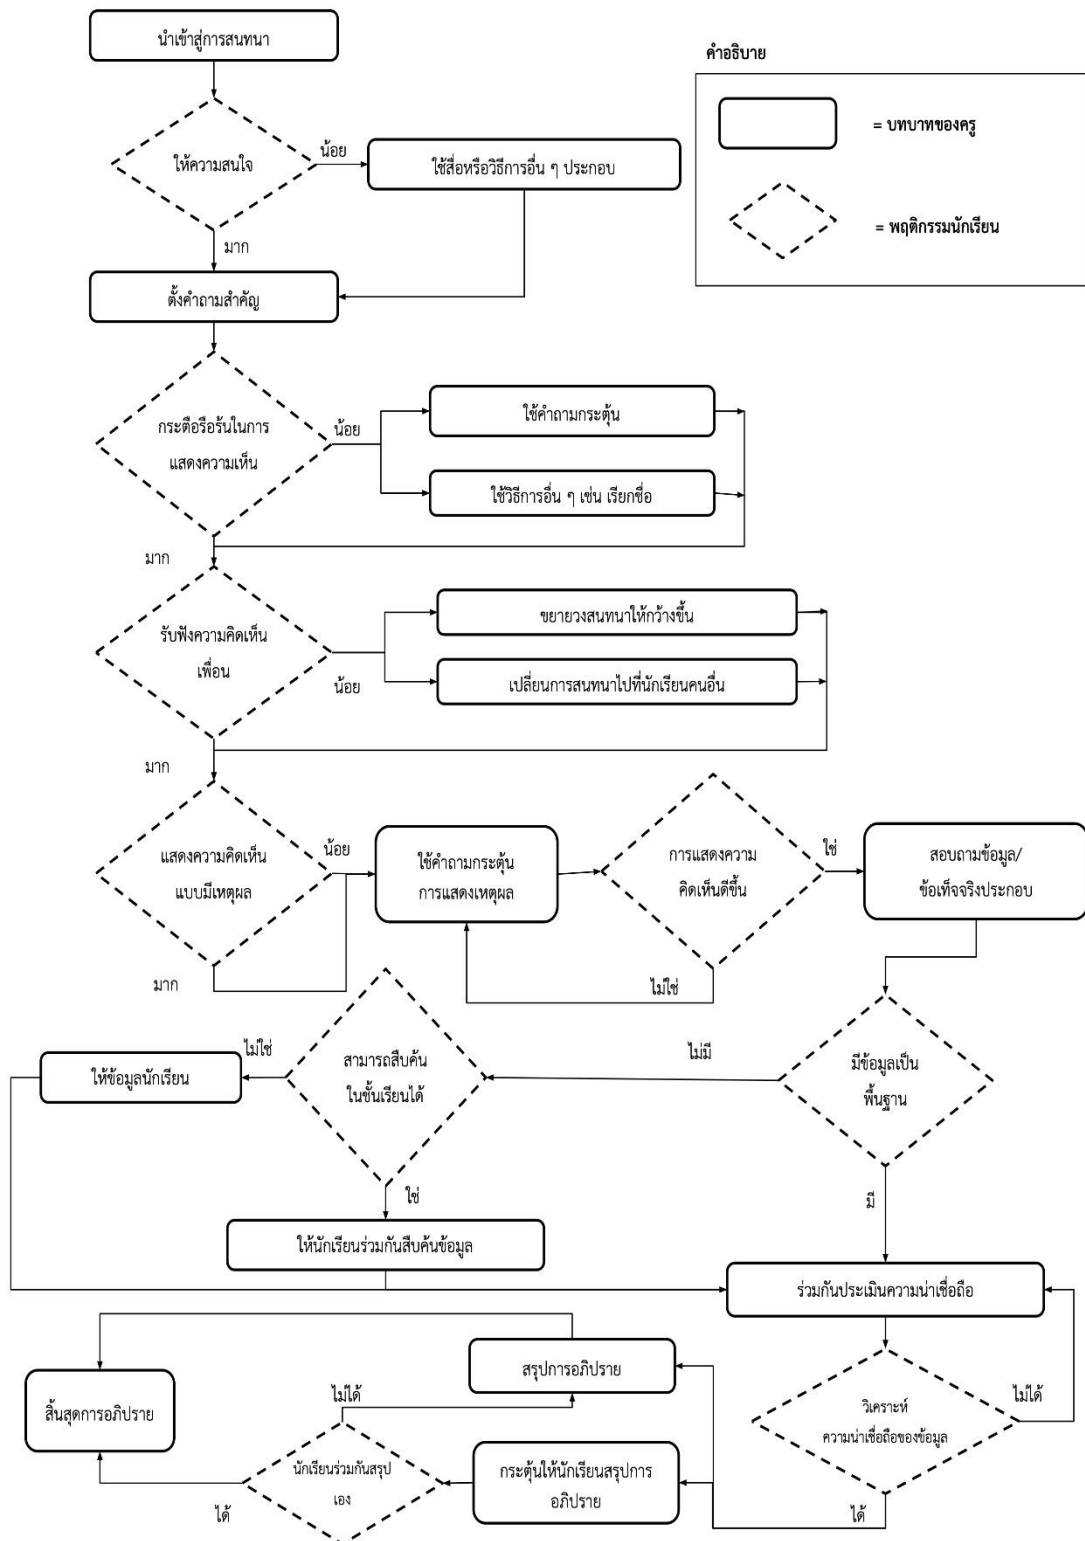 นำเข้าสู่การสนทนา
คำอธิบาย
= บทบาทของครู
= พฤติกรรมนักเรียน
ให้ความสนใจ
น้อย
ใช้สื่อหรือวิธีการอื่น ๆ ประกอบ
มาก
ตั้งคำถามสำคัญ
กระตือรือร้นในการ
แสดงความเห็น
น้อย
ใช้คำถามกระตุ้น
ใช้วิธีการอื่น ๆ เช่น เรียกชื่อ
มาก
รับฟังความคิดเห็น
เพื่อน
น้อย
ขยายวงสนทนาให้กว้างขึ้น
เปลี่ยนการสนทนาไปที่นักเรียนคนอื่น
มาก
แสดงความคิดเห็น
แบบมีเหตุผล
น้อย
มาก
ใช้คำถามกระตุ้น
การแสดงเหตุผล
การแสดงความ
คิดเห็นดีขึ้น
ใช่
ไม่ใช่
สอบถามข้อมูล/
ข้อเท็จจริงประกอบ
มีข้อมูลเป็น
พื้นฐาน
ไม่มี
มี
สามารถสืบค้น
ในชั้นเรียนได้
ไม่ใช่
ให้ข้อมูลนักเรียน
ใช่
ให้นักเรียนร่วมกันสืบค้นข้อมูล
ร่วมกันประเมินความน่าเชื่อถือ
วิเคราะห์
ความน่าเชื่อถือของข้อมูล
ไม่ได้
ได้
สรุปการอภิปราย
กระตุ้นให้นักเรียนสรุปการ
อภิปราย
นักเรียนร่วมกันสรุป
เอง
ไม่ได้
ได้
สิ้นสุดการอภิปราย